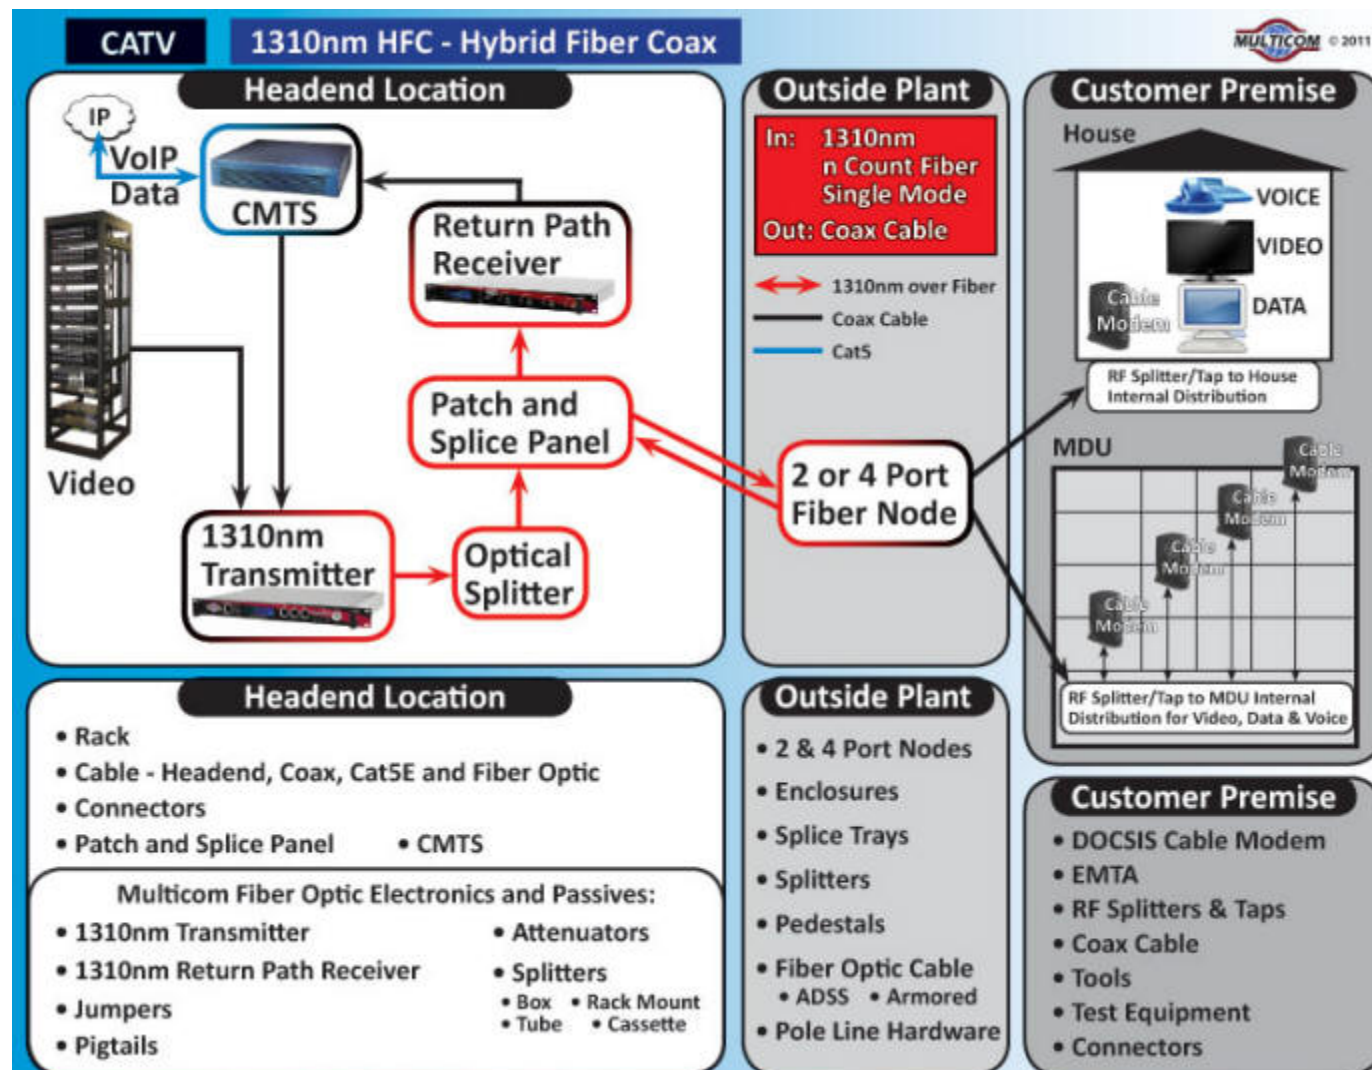 CATV
1310nm HFC - Hybrid Fiber Coax
MULTICOM © 2011
Headend Location
IP
VoIP
Data
CMTS
Return Path
Receiver
Video
Patch and
Splice Panel
1310nm
Transmitter
Optical
Splitter
Outside Plant
In: 1310nm
n Count Fiber
Single Mode
Out: Coax Cable
1310nm over Fiber
Coax Cable
Cat5
2 or 4 Port
Fiber Node
Customer Premise
House
VOICE
VIDEO
DATA
Cable
Modem
RF Splitter/Tap to House
Internal Distribution
MDU
Cable
Modem
Cable
Modem
Cable
Modem
Cable
Modem
RF Splitter/Tap to MDU Internal
Distribution for Video, Data & Voice
Headend Location
• Rack
• Cable - Headend, Coax, Cat5E and Fiber Optic
• Connectors
• Patch and Splice Panel • CMTS
Multicom Fiber Optic Electronics and Passives:
• 1310nm Transmitter
• 1310nm Return Path Receiver
• Jumpers
• Pigtails
• Attenuators
• Splitters
• Box • Rack Mount
• Tube • Cassette
Outside Plant
• 2 & 4 Port Nodes
• Enclosures
• Splice Trays
• Splitters
• Pedestals
• Fiber Optic Cable
• ADSS • Armored
• Pole Line Hardware
Customer Premise
• DOCSIS Cable Modem
• EMTA
• RF Splitters & Taps
• Coax Cable
• Tools
• Test Equipment
• Connectors